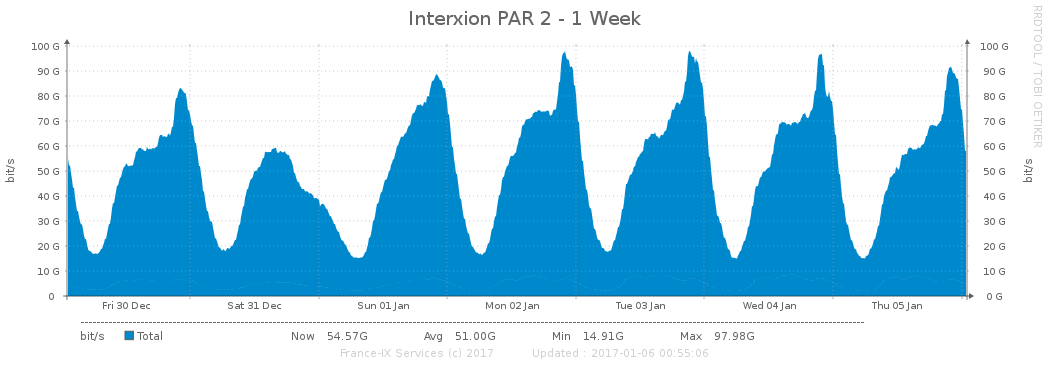 Interxion PAR 2 - 1 Week
RRDTOOL / TOBI OETIKER
bit/s
100 G
90 G
80 G
70 G
60 G
50 G
40 G
30 G
20 G
10 G
0
100 G
90 G
80 G
70 G
60 G
50 G
40 G
30 G
20 G
10 G
0 G
bit/s
Fri 30 Dec Sat 31 Dec Sun 01 Jan Mon 02 Jan Tue 03 Jan Wed 04 Jan Thu 05 Jan
bit/s Total Now 54.57G Avg 51.00G Min 14.91G Max 97.98G
France-IX Services (c) 2017 Updated : 2017-01-06 00:55:06